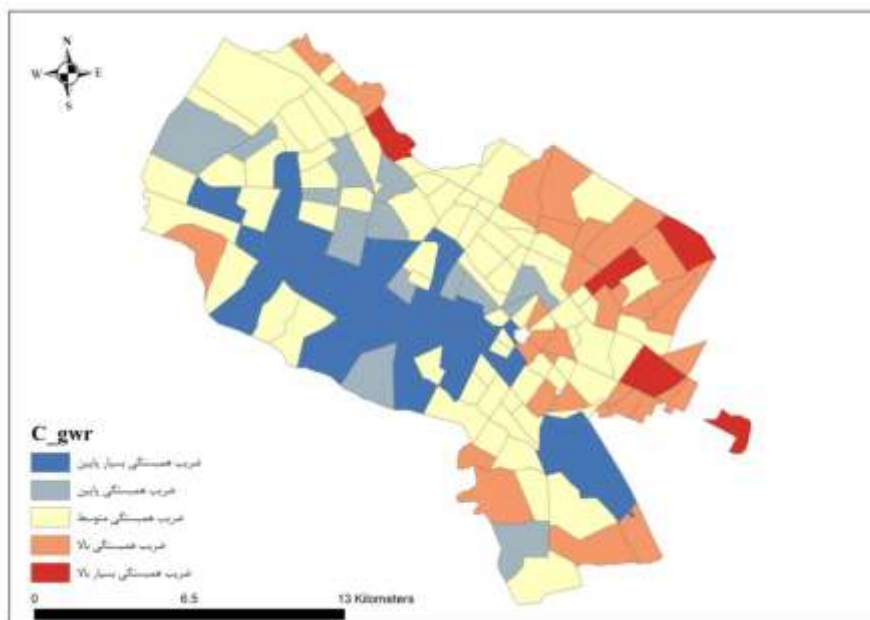 N
W E
S
C_gwr
ضریب همبستگی بسیار پایین
ضریب همبستگی پایین
ضریب همبستگی متوسط
ضریب همبستگی بالا
ضریب همبستگی بسیار بالا
0 6.5 13 Kilometers